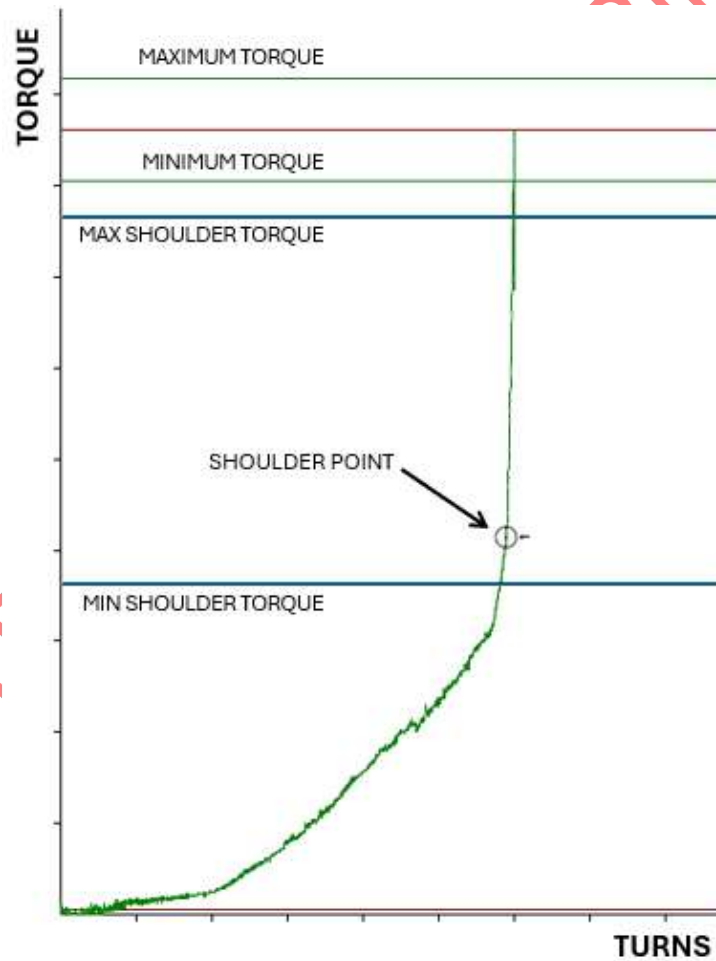 TORQUE
MAXIMUM TORQUE
MINIMUM TORQUE
MAX SHOULDER TORQUE
SHOULDER POINT
MIN SHOULDER TORQUE
TURNS